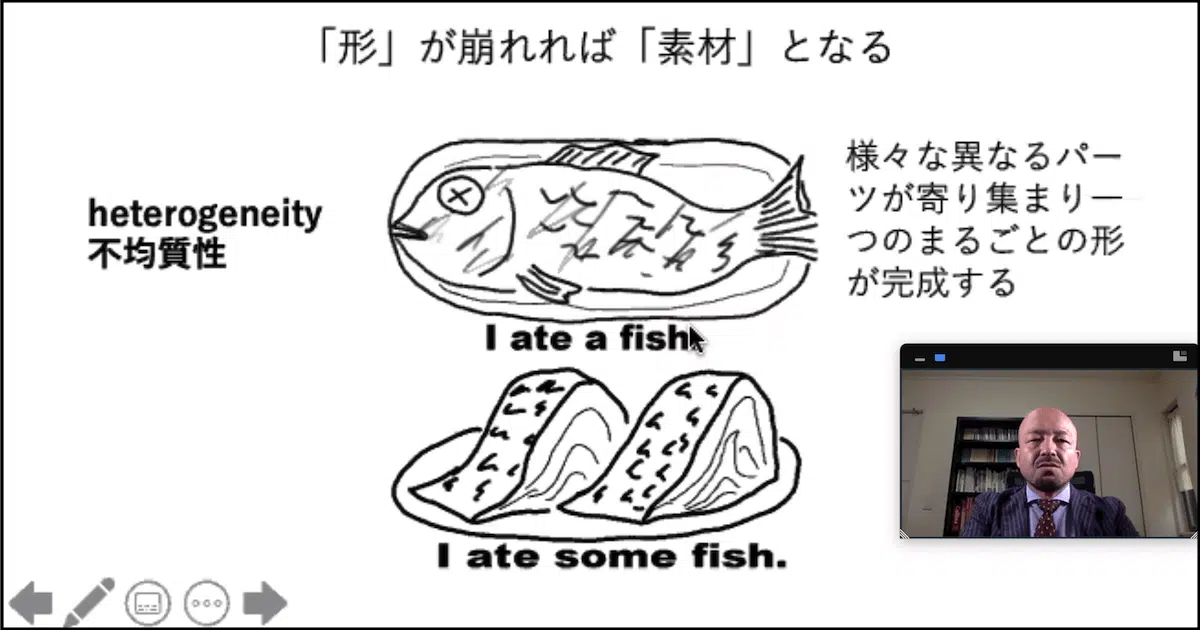 「形」が崩れれば「素材」となる
heterogeneity
不均質性
様々な異なるパー
ツが寄り集まり一
つのまるごとの形
が完成する
I ate a fish
I ate some fish.